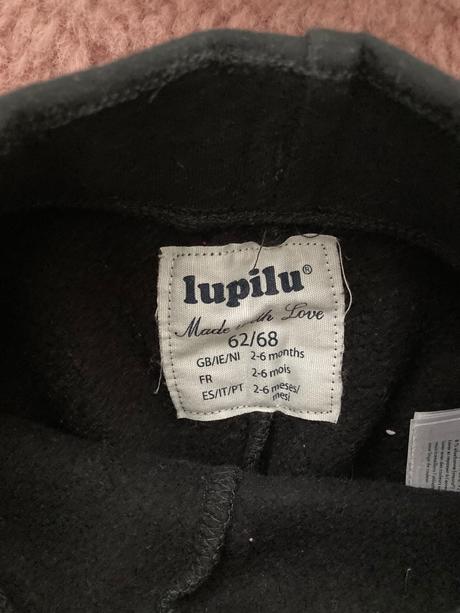 lupilu®
Made with Love
62/68
GB/IE/NI 2-6 months
FR 2-6 mois
ES/IT/PT 2-6 meses/
mesi